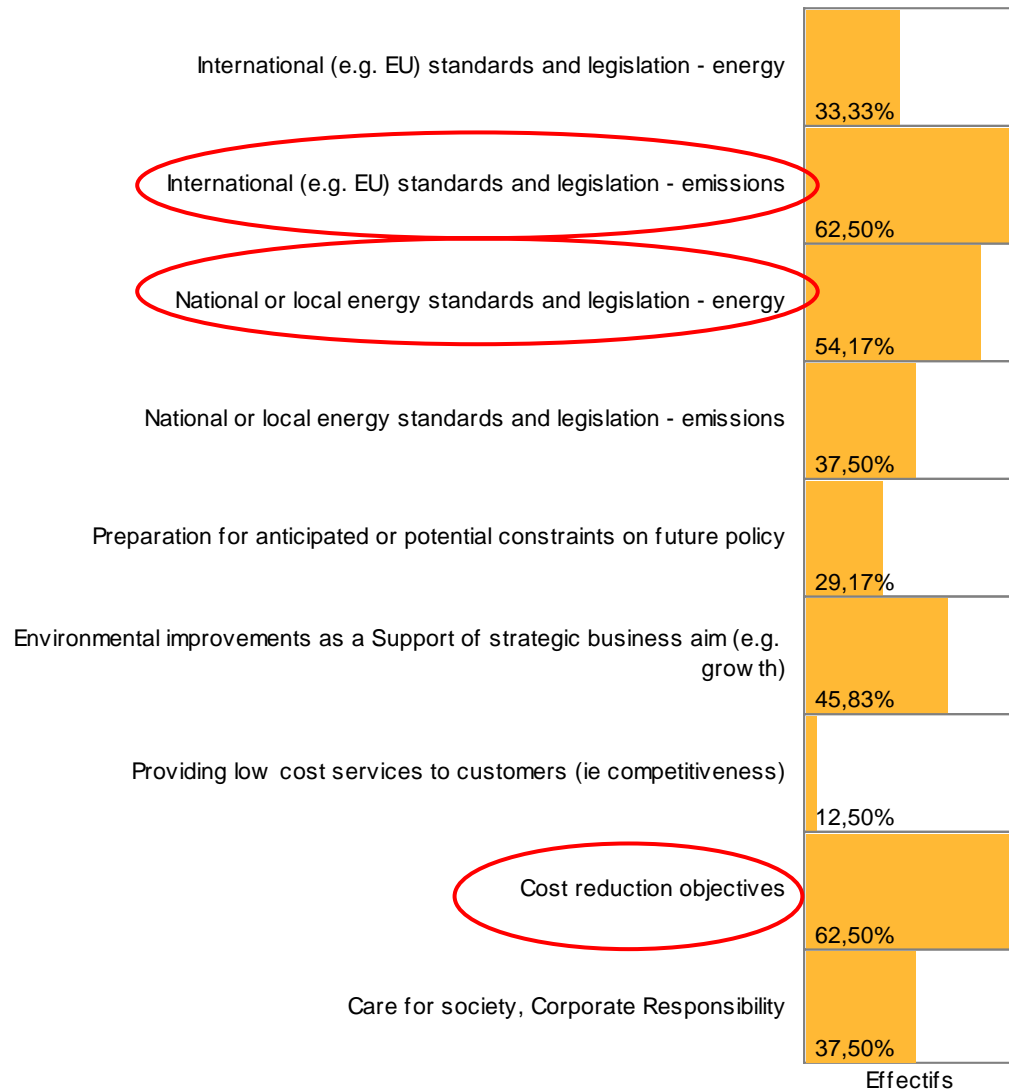 International (e.g. EU) standards and legislation - energy
33,33%
International (e.g. EU) standards and legislation - emissions
62,50%
National or local energy standards and legislation - energy
54,17%
National or local energy standards and legislation - emissions
37,50%
Preparation for anticipated or potential constraints on future policy
29,17%
Environmental improvements as a Support of strategic business aim (e.g.
grow th)
45,83%
Providing low cost services to customers (ie competitiveness)
12,50%
Cost reduction objectives
62,50%
Care for society, Corporate Responsibility
37,50%
Effectifs